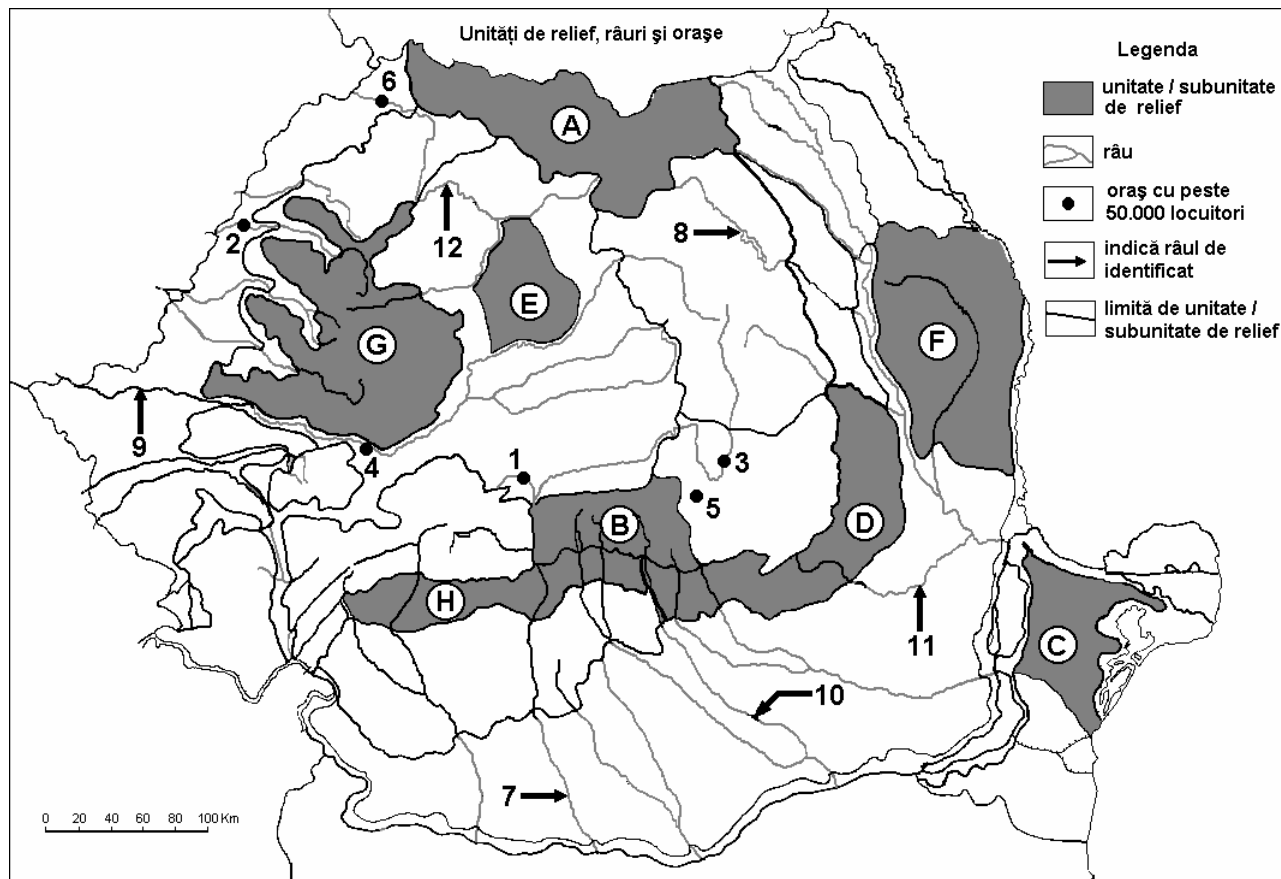 Unități de relief, râuri și orașe
Legenda
unitate / subunitate
de relief
râu
oraș cu peste
50.000 locuitori
indică râul de
identificat
limită de unitate /
subunitate de relief
6
A
2
12
8
E
G
F
9
4
1
3
5
B
D
H
11
C
10
7
0 20 40 60 80 100 Km